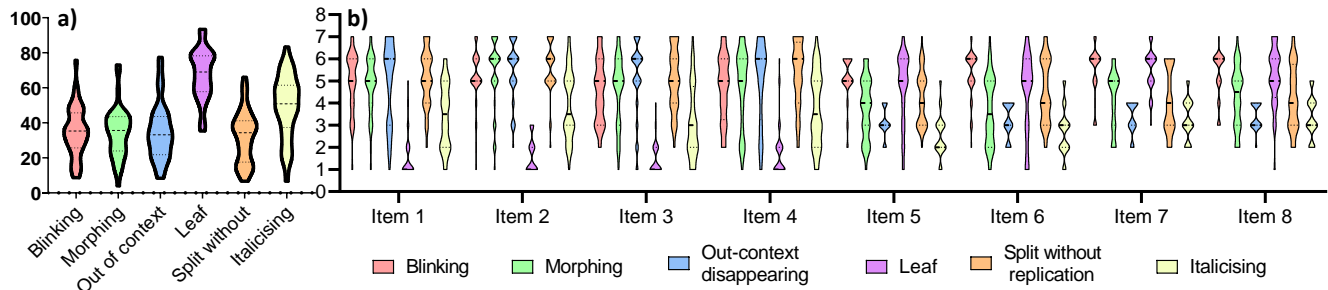 a)
100
80
60
40
20
0
Blinking
Morphing
Out of context
Leaf
Split without
Italicising
b)
8
7
6
5
4
3
2
1
0
Item 1 Item 2 Item 3 Item 4 Item 5 Item 6 Item 7 Item 8
Blinking Morphing Out-context disappearing Leaf Split without replication Italicising